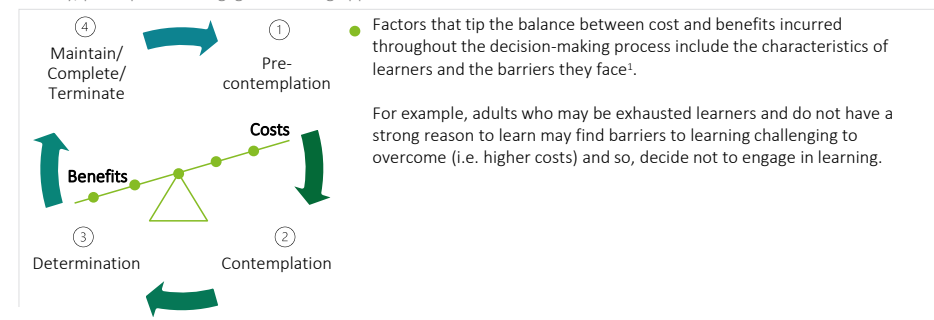 ④
Maintain/
Complete/
Terminate
①
Pre-
contemplation
Costs
Benefits
③
Determination
②
Contemplation
Factors that tip the balance between cost and benefits incurred
throughout the decision-making process include the characteristics of
learners and the barriers they face¹.
For example, adults who may be exhausted learners and do not have a
strong reason to learn may find barriers to learning challenging to
overcome (i.e. higher costs) and so, decide not to engage in learning.